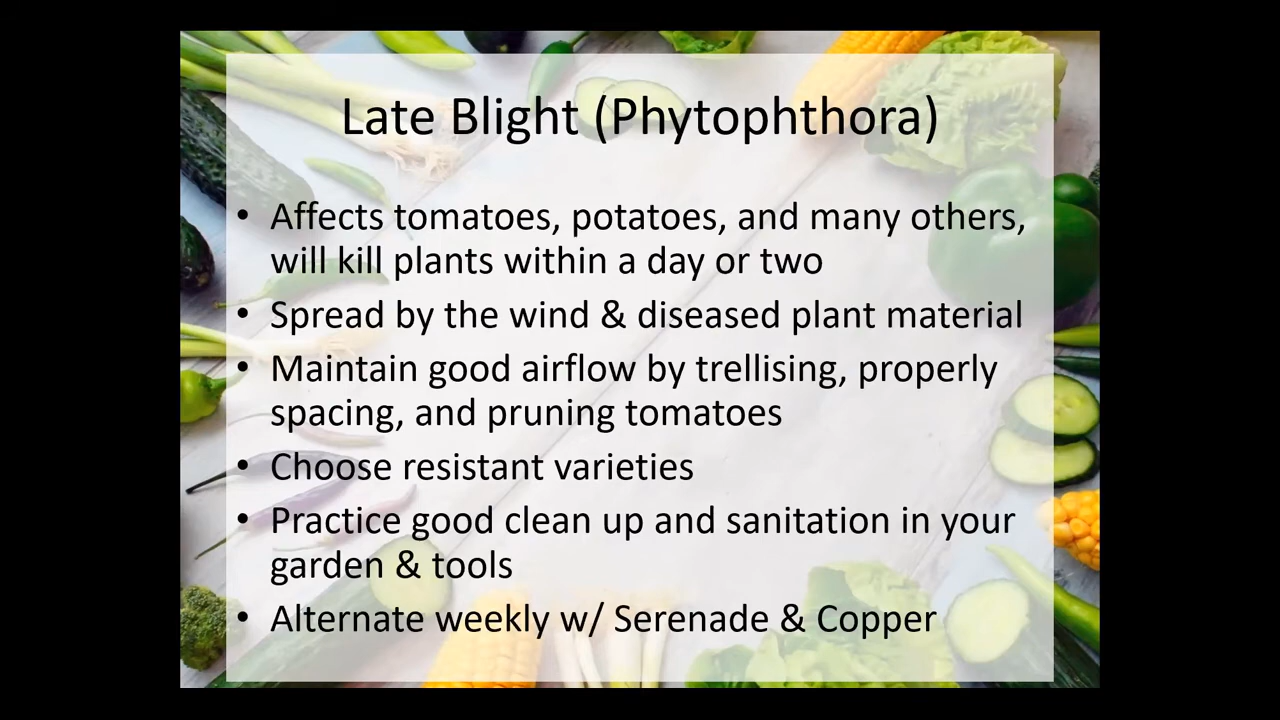 Late Blight (Phytophthora)
• Affects tomatoes, potatoes, and many others,
will kill plants within a day or two
• Spread by the wind & diseased plant material
• Maintain good airflow by trellising, properly
spacing, and pruning tomatoes
• Choose resistant varieties
• Practice good clean up and sanitation in your
garden & tools
• Alternate weekly w/ Serenade & Copper